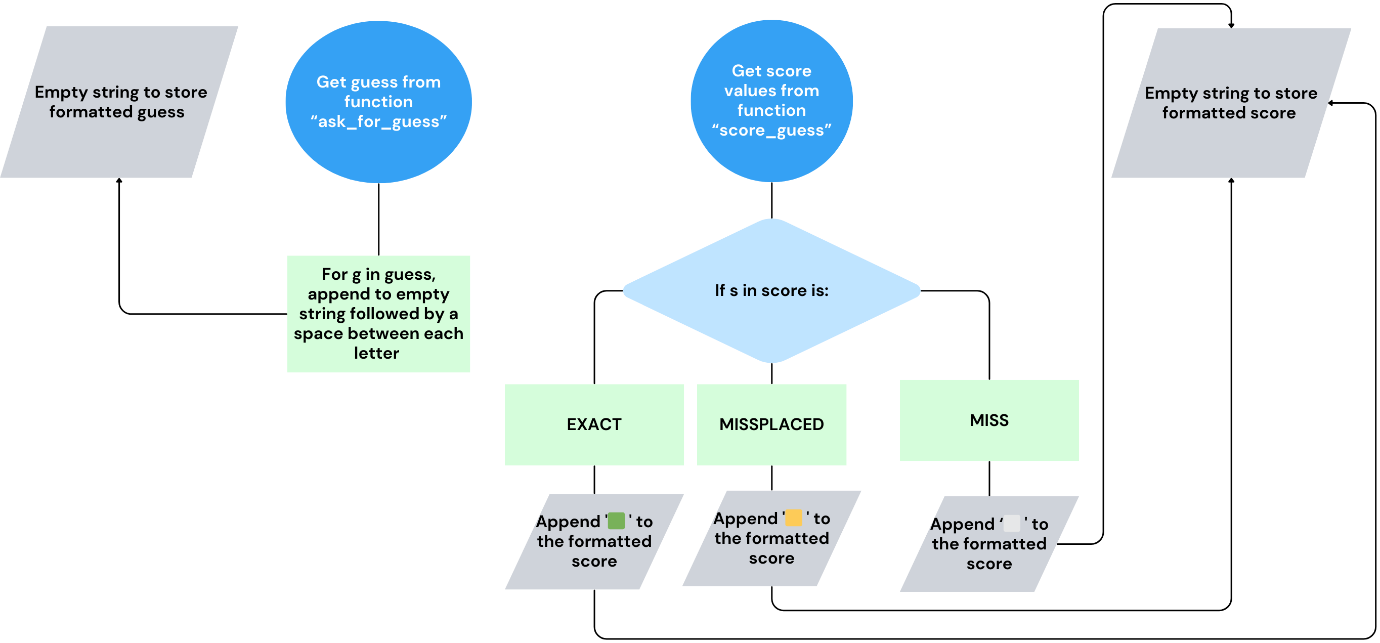 Empty string to store
formatted guess
Get guess from
function
“ask_for_guess”
For g in guess,
append to empty
string followed by a
space between each
letter
Get score
values from
function
“score_guess”
If s in score is:
EXACT
MISSPLACED
MISS
Append '🟩 ' to
the formatted
score
Append '🟨 ' to
the formatted
score
Append ‘⬜ ' to
the formatted
score
Empty string to store
formatted score